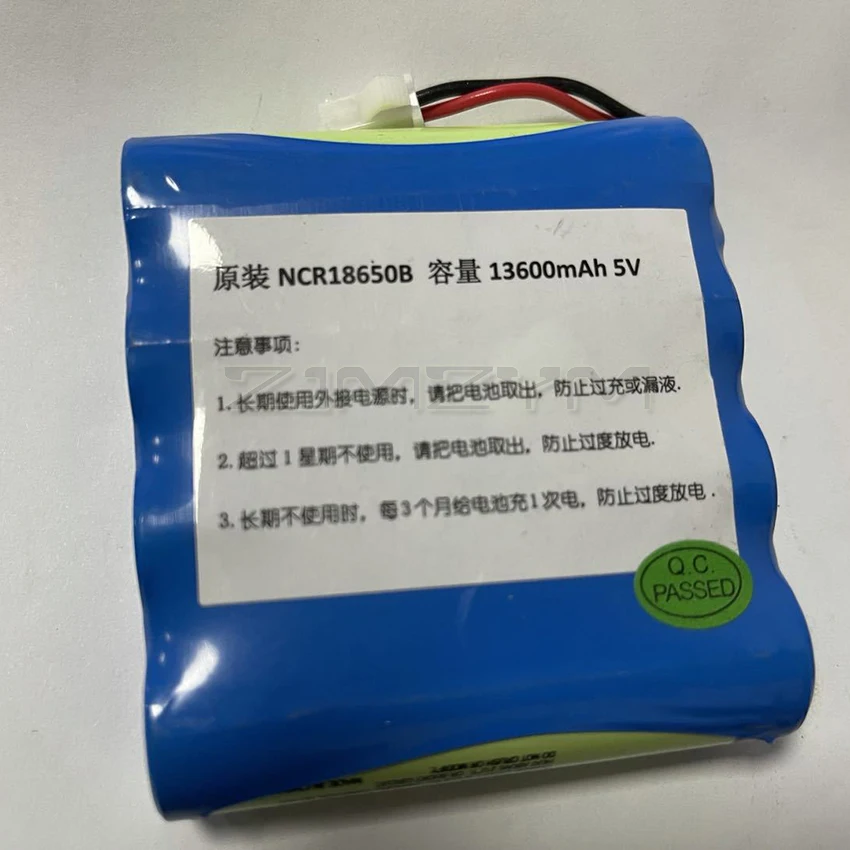 原装 NCR18650B 容量 13600mAh 5V
注意事项:
ZJMZYM
1. 长期使用外报电源时，请把电池取出，防止过充或漏液.
2. 超过1星期不使用，请把电池取出，防止过度放电.
3. 长期不使用时，每3个月给电池充1次电，防止过度放电.
Q.C.
PASSED